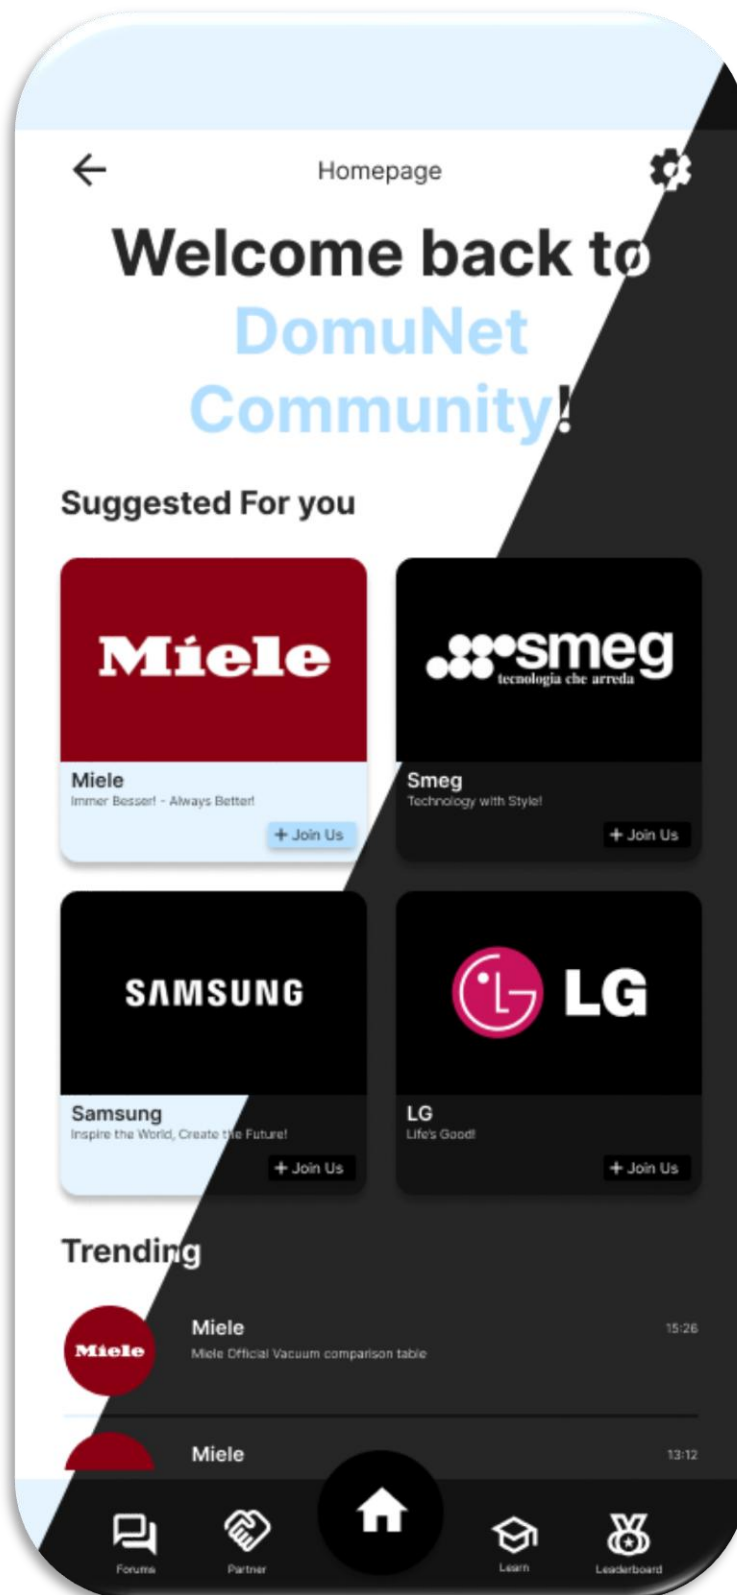 Homepage
Welcome back to
DomuNet
Community!
Suggested For you
Miele
smeg
tecnologia che arreda
Miele
Immer Besser! - Always Better!
+ Join Us
Smeg
Technology with Style!
+ Join Us
SAMSUNG
LG
Samsung
Inspire the World, Create the Future!
+ Join Us
LG
Life's Good!
+ Join Us
Trending
Miele
Miele
15:26
Miele Official Vacuum comparison table
Miele
13:12
Forums
Partner
Learn
Leaderboard